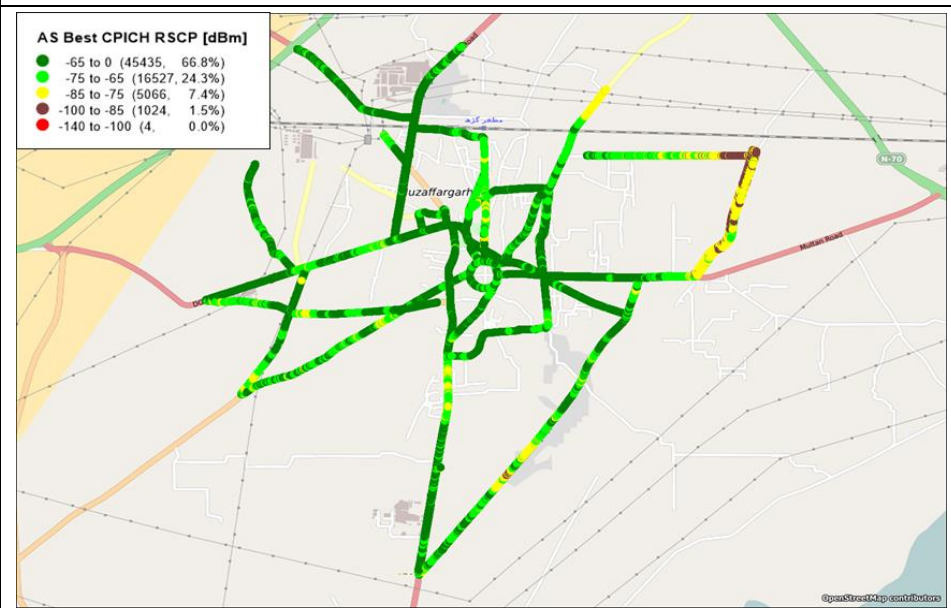 AS Best CPICH RSCP [dBm]
-65 to 0 (45435, 66.8%)
-75 to -65 (16527, 24.3%)
-85 to -75 (5066, 7.4%)
-100 to -85 (1024, 1.5%)
-140 to -100 (4, 0.0%)
oad
مظفر گڑھ
N-70
uzaffargarh
Multan Road
OpenStreetMap contributors